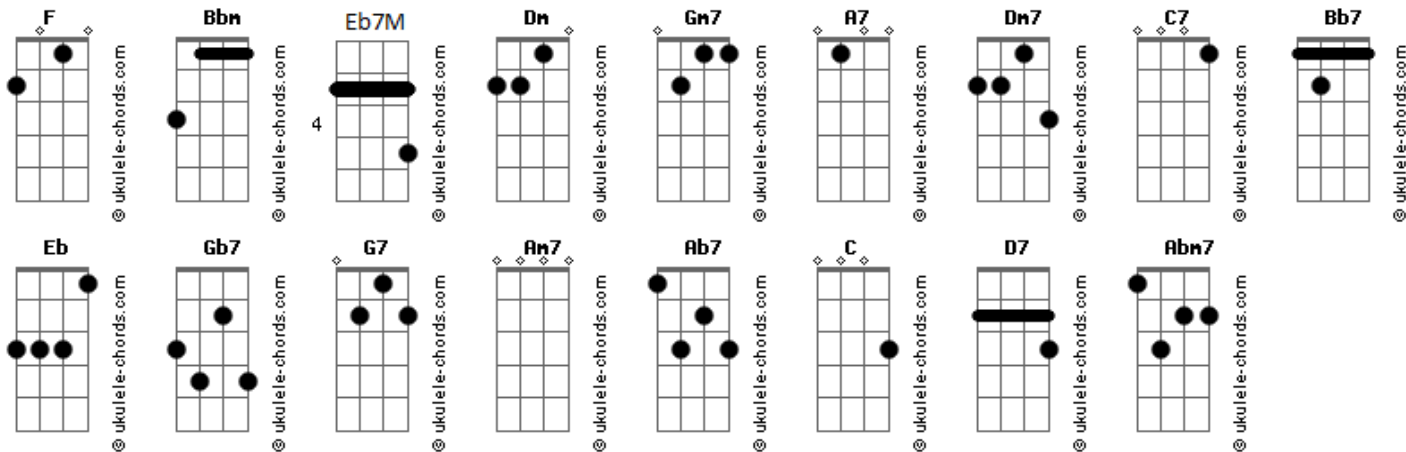 F Bbm Eb7M Dm Gm7 A7 Dm7 C7 Bb7
4
© ukulele-chords.com © ukulele-chords.com © ukulele-chords.com © ukulele-chords.com © ukulele-chords.com © ukulele-chords.com © ukulele-chords.com © ukulele-chords.com © ukulele-chords.com
Eb Gb7 G7 Am7 Ab7 C D7 Abm7
© ukulele-chords.com © ukulele-chords.com © ukulele-chords.com © ukulele-chords.com © ukulele-chords.com © ukulele-chords.com © ukulele-chords.com © ukulele-chords.com